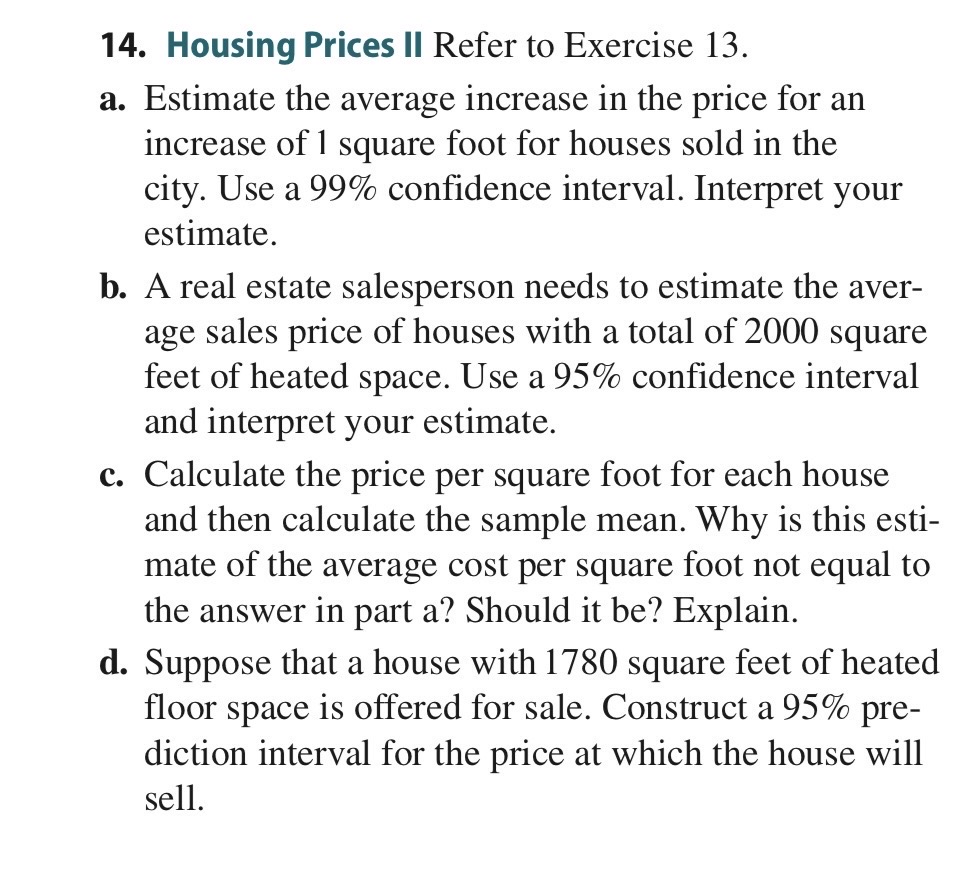 14. Housing Prices II Refer to Exercise 13.
a. Estimate the average increase in the price for an
increase of 1 square foot for houses sold in the
city. Use a 99% confidence interval. Interpret your
estimate.
b. A real estate salesperson needs to estimate the aver-
age sales price of houses with a total of 2000 square
feet of heated space. Use a 95% confidence interval
and interpret your estimate.
c. Calculate the price per square foot for each house
and then calculate the sample mean. Why is this esti-
mate of the average cost per square foot not equal to
the answer in part a? Should it be? Explain.
d. Suppose that a house with 1780 square feet of heated
floor space is offered for sale. Construct a 95% pre-
diction interval for the price at which the house will
sell.